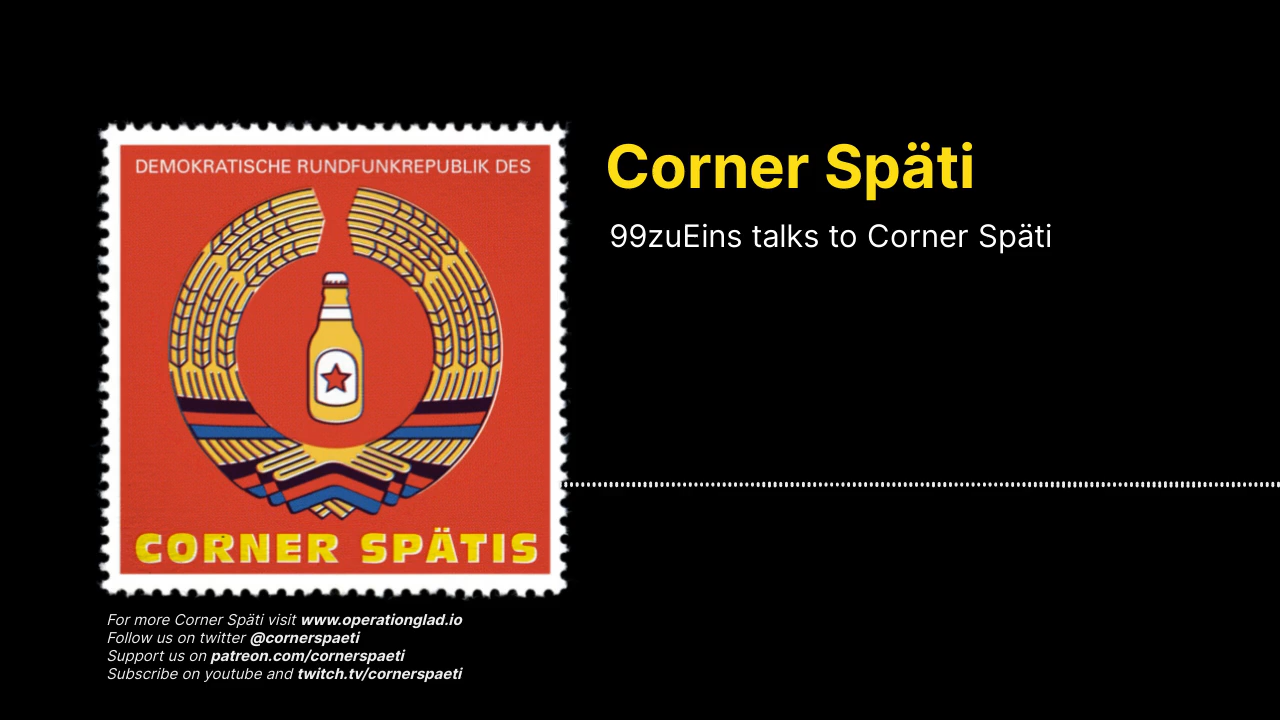 DEMOKRATISCHE RUNDFUNKREPUBLIK DES
CORNER SPÄTIS
Corner Späti
99zuEins talks to Corner Späti
For more Corner Späti visit www.operationglad.io
Follow us on twitter @cornerspaeti
Support us on patreon.com/cornerspaeti
Subscribe on youtube and twitch.tv/cornerspaeti